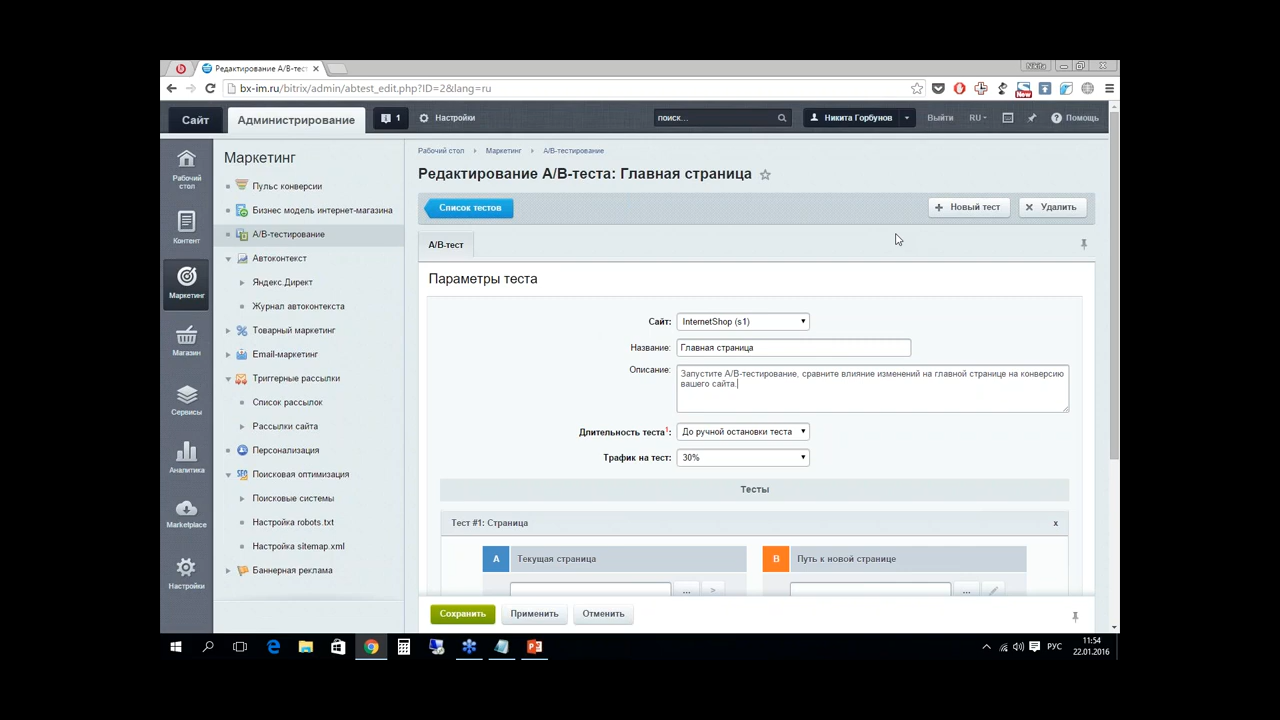 Редактирование А/В-тест
Nikita
bx-im.ru/bitrix/admin/abtest_edit.php?ID=2&lang=ru
New
Сайт
Администрирование
1
Настройки
поиск...
Никита Горбунов
Выйти
RU
Помощь
Рабочий стол
Контент
Маркетинг
Магазин
Сервисы
Аналитика
Marketplace
Настройки
Маркетинг
Пульс конверсии
Бизнес модель интернет-магазина
А/В-тестирование
Автоконтекст
Яндекс.Директ
Журнал автоконтекста
Товарный маркетинг
Email-маркетинг
Триггерные рассылки
Список рассылок
Рассылки сайта
Персонализация
Поисковая оптимизация
Поисковые системы
Настройка robots.txt
Настройка sitemap.xml
Баннерная реклама
Рабочий стол
Маркетинг
А/В-тестирование
Редактирование А/В-теста: Главная страница
Список тестов
+ Новый тест
Удалить
А/В-тест
Параметры теста
Сайт: InternetShop (s1)
Название: Главная страница
Описание: Запустите А/В-тестирование, сравните влияние изменений на главной странице на конверсию
вашего сайта.
Длительность теста1: До ручной остановки теста
Трафик на тест: 30%
Тесты
Тест #1: Страница
x
A Текущая страница
B Путь к новой странице
... >
...
Сохранить
Применить
Отменить
РУС
11:54
22.01.2016